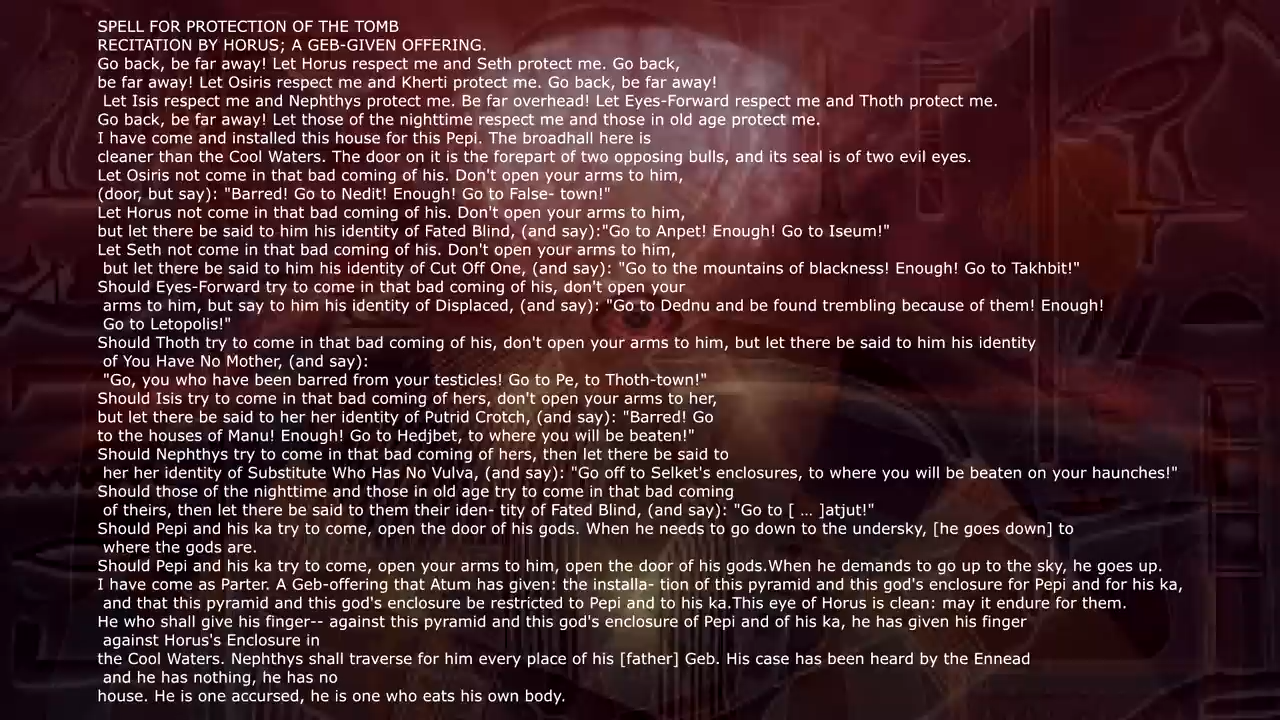 SPELL FOR PROTECTION OF THE TOMB
RECITATION BY HORUS; A GEB-GIVEN OFFERING.
Go back, be far away! Let Horus respect me and Seth protect me. Go back,
be far away! Let Osiris respect me and Kherti protect me. Go back, be far away!
Let Isis respect me and Nephthys protect me. Be far overhead! Let Eyes-Forward respect me and Thoth protect me.
Go back, be far away! Let those of the nighttime respect me and those in old age protect me.
I have come and installed this house for this Pepi. The broadhall here is
cleaner than the Cool Waters. The door on it is the forepart of two opposing bulls, and its seal is of two evil eyes.
Let Osiris not come in that bad coming of his. Don't open your arms to him,
(door, but say): "Barred! Go to Nedit! Enough! Go to False- town!"
Let Horus not come in that bad coming of his. Don't open your arms to him,
but let there be said to him his identity of Fated Blind, (and say):"Go to Anpet! Enough! Go to Iseum!"
Let Seth not come in that bad coming of his. Don't open your arms to him,
but let there be said to him his identity of Cut Off One, (and say): "Go to the mountains of blackness! Enough! Go to Takhbit!"
Should Eyes-Forward try to come in that bad coming of his, don't open your
arms to him, but say to him his identity of Displaced, (and say): "Go to Dednu and be found trembling because of them! Enough!
Go to Letopolis!"
Should Thoth try to come in that bad coming of his, don't open your arms to him, but let there be said to him his identity
of You Have No Mother, (and say):
"Go, you who have been barred from your testicles! Go to Pe, to Thoth-town!"
Should Isis try to come in that bad coming of hers, don't open your arms to her,
but let there be said to her her identity of Putrid Crotch, (and say): "Barred! Go
to the houses of Manu! Enough! Go to Hedjbet, to where you will be beaten!"
Should Nephthys try to come in that bad coming of hers, then let there be said to
her her identity of Substitute Who Has No Vulva, (and say): "Go off to Selket's enclosures, to where you will be beaten on your haunches!"
Should those of the nighttime and those in old age try to come in that bad coming
of theirs, then let there be said to them their iden- tity of Fated Blind, (and say): "Go to [ ... ]atjut!"
Should Pepi and his ka try to come, open the door of his gods. When he needs to go down to the undersky, [he goes down] to
where the gods are.
Should Pepi and his ka try to come, open your arms to him, open the door of his gods.When he demands to go up to the sky, he goes up.
I have come as Parter. A Geb-offering that Atum has given: the installa- tion of this pyramid and this god's enclosure for Pepi and for his ka,
and that this pyramid and this god's enclosure be restricted to Pepi and to his ka.This eye of Horus is clean: may it endure for them.
He who shall give his finger-- against this pyramid and this god's enclosure of Pepi and of his ka, he has given his finger
against Horus's Enclosure in
the Cool Waters. Nephthys shall traverse for him every place of his [father] Geb. His case has been heard by the Ennead
and he has nothing, he has no
house. He is one accursed, he is one who eats his own body.